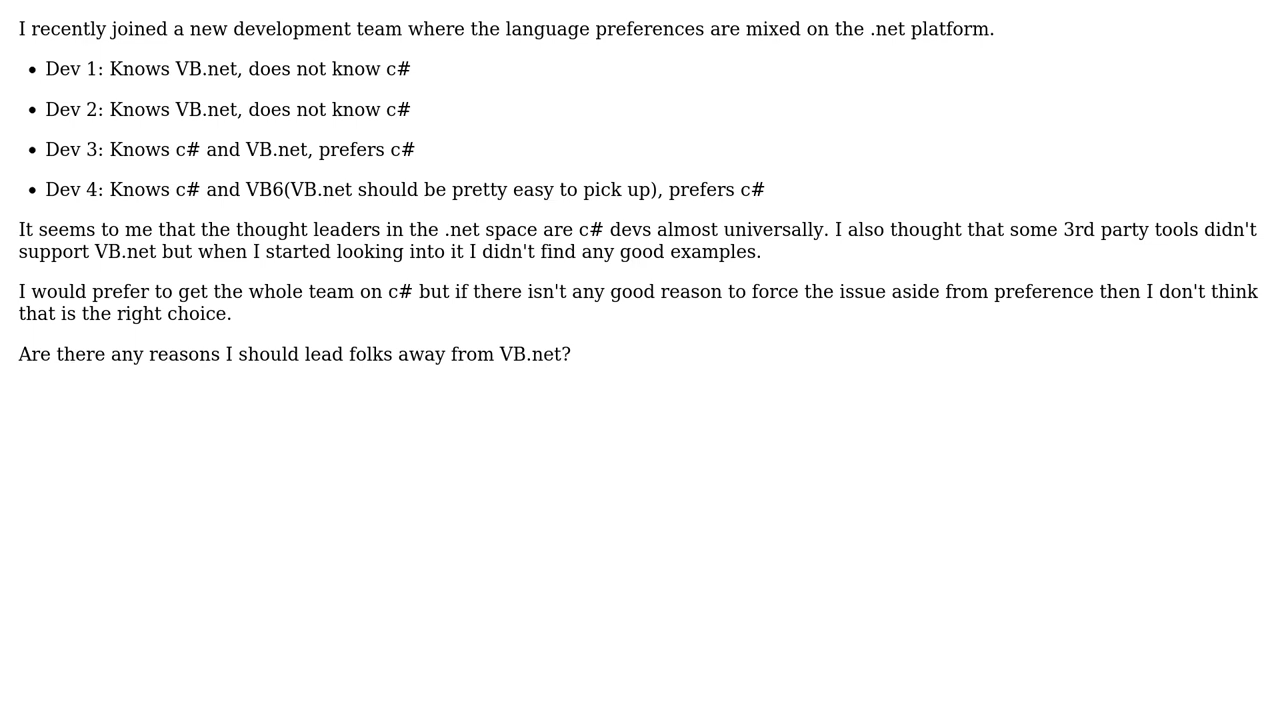 I recently joined a new development team where the language preferences are mixed on the .net platform.
• Dev 1: Knows VB.net, does not know c#
• Dev 2: Knows VB.net, does not know c#
• Dev 3: Knows c# and VB.net, prefers c#
• Dev 4: Knows c# and VB6(VB.net should be pretty easy to pick up), prefers c#
It seems to me that the thought leaders in the .net space are c# devs almost universally. I also thought that some 3rd party tools didn't
support VB.net but when I started looking into it I didn't find any good examples.
I would prefer to get the whole team on c# but if there isn't any good reason to force the issue aside from preference then I don't think
that is the right choice.
Are there any reasons I should lead folks away from VB.net?